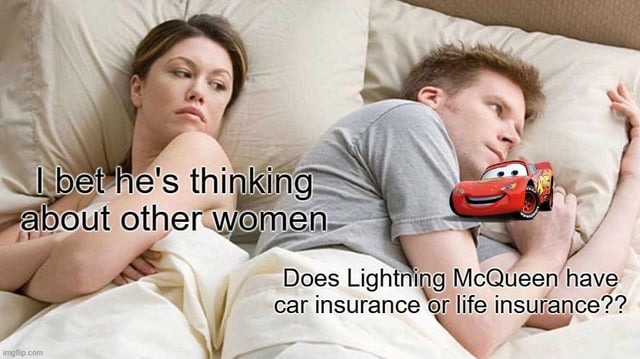 I bet he's thinking
about other women
Does Lightning McQueen have
car insurance or life insurance??
imgflip.com